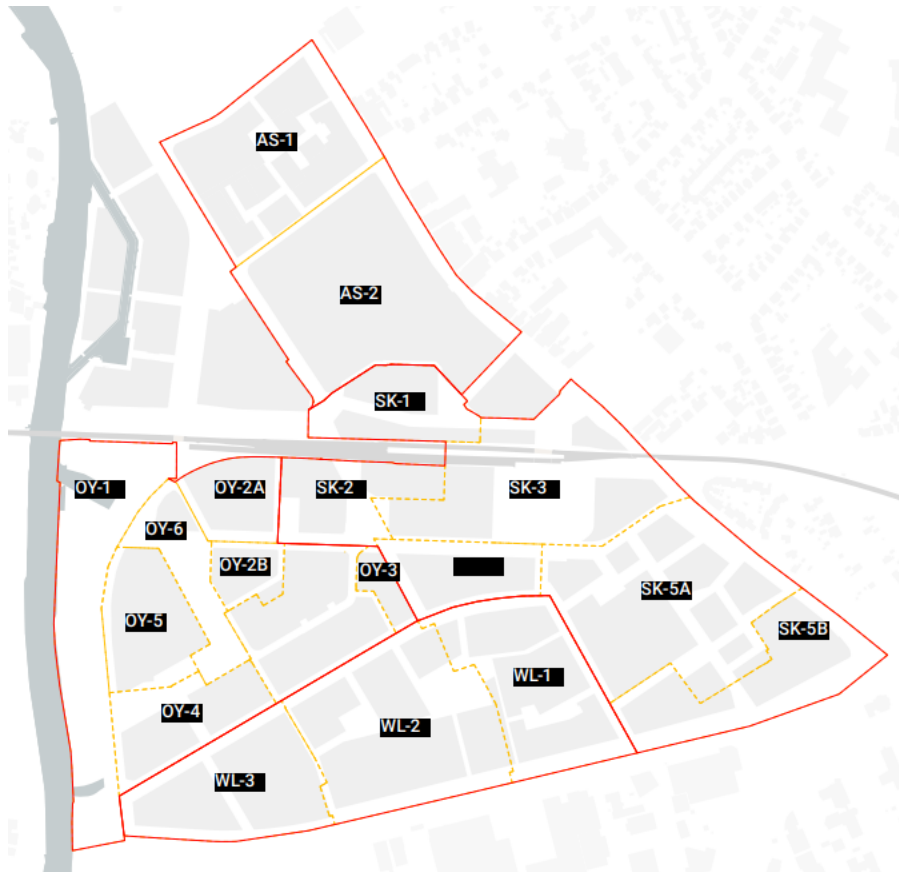 AS-1
AS-2
SK-1
OY-1
OY-2A
SK-2
SK-3
OY-6
OY-2B
OY-3
SK-5A
OY-5
SK-5B
WL-1
OY-4
WL-2
WL-3